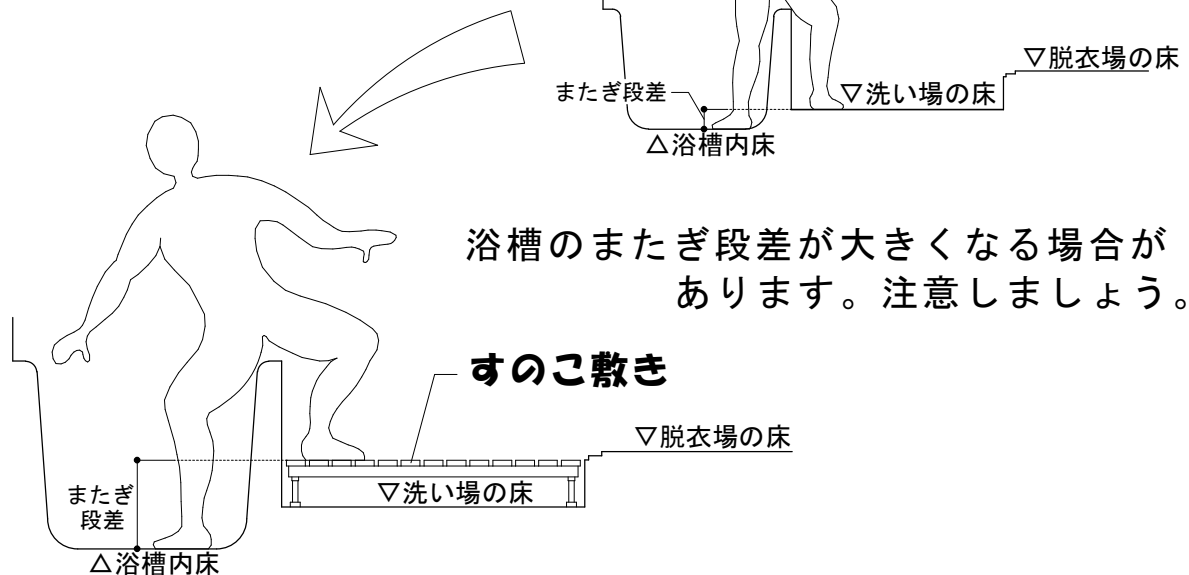 ▽脱衣場の床
またぎ段差
▽洗い場の床
△浴槽内床
浴槽のまたぎ段差が大きくなる場合が
あります。注意しましょう。
すのこ敷き
▽脱衣場の床
またぎ
段差
▽洗い場の床
△浴槽内床